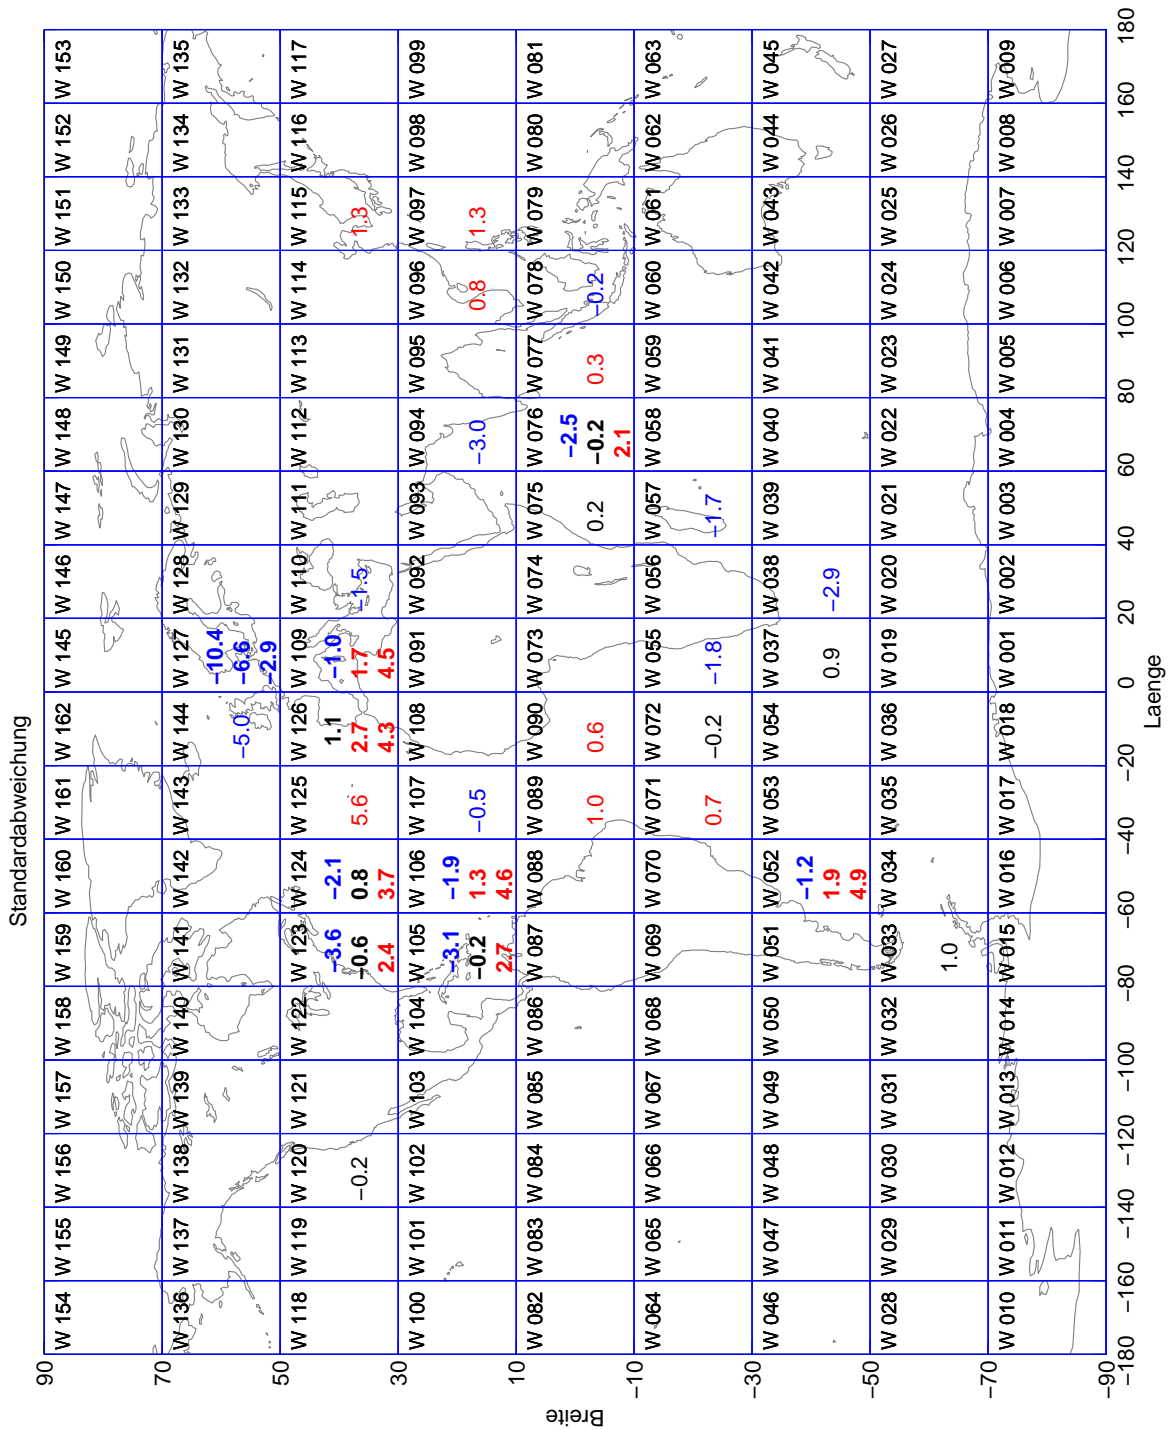 Standardabweichung
90
W 154 W 155 W 156 W 157 W 158 W 159 W 160 W 161 W 162 W 145 W 146 W 147 W 148 W 149 W 150 W 151 W 152 W 153
70
W 136 W 137 W 138 W 139 W 140 W 141 W 142 W 143 W 144 W 127 W 128 W 129 W 130 W 131 W 132 W 133 W 134 W 135
−10.4
−5.0 −6.6
−2.9
50
W 118 W 119 W 120 W 121 W 122 W 123 W 124 W 125 W 126 W 109 W 110 W 111 W 112 W 113 W 114 W 115 W 116 W 117
−3.6 −2.1 1.1 −1.0
−0.2 −0.6 0.8 5.6 2.7 1.7 −1.5 1.3
2.4 3.7 4.3 4.5
30
W 100 W 101 W 102 W 103 W 104 W 105 W 106 W 107 W 108 W 091 W 092 W 093 W 094 W 095 W 096 W 097 W 098 W 099
−3.1 −1.9
−0.2 1.3 −0.5 −3.0 0.8 1.3
2.7 4.6
10
W 082 W 083 W 084 W 085 W 086 W 087 W 088 W 089 W 090 W 073 W 074 W 075 W 076 W 077 W 078 W 079 W 080 W 081
−2.5
1.0 0.6 0.2 −0.2 0.3 −0.2
2.1
Breite
−10
W 064 W 065 W 066 W 067 W 068 W 069 W 070 W 071 W 072 W 055 W 056 W 057 W 058 W 059 W 060 W 061 W 062 W 063
0.7 −0.2 −1.8 −1.7
−30
W 046 W 047 W 048 W 049 W 050 W 051 W 052 W 053 W 054 W 037 W 038 W 039 W 040 W 041 W 042 W 043 W 044 W 045
−1.2
1.9 0.9 −2.9
4.9
−50
W 028 W 029 W 030 W 031 W 032 W 033 W 034 W 035 W 036 W 019 W 020 W 021 W 022 W 023 W 024 W 025 W 026 W 027
1.0
−70
W 010 W 011 W 012 W 013 W 014 W 015 W 016 W 017 W 018 W 001 W 002 W 003 W 004 W 005 W 006 W 007 W 008 W 009
−90
−180 −160 −140 −120 −100 −80 −60 −40 −20 0 20 40 60 80 100 120 140 160 180
Laenge